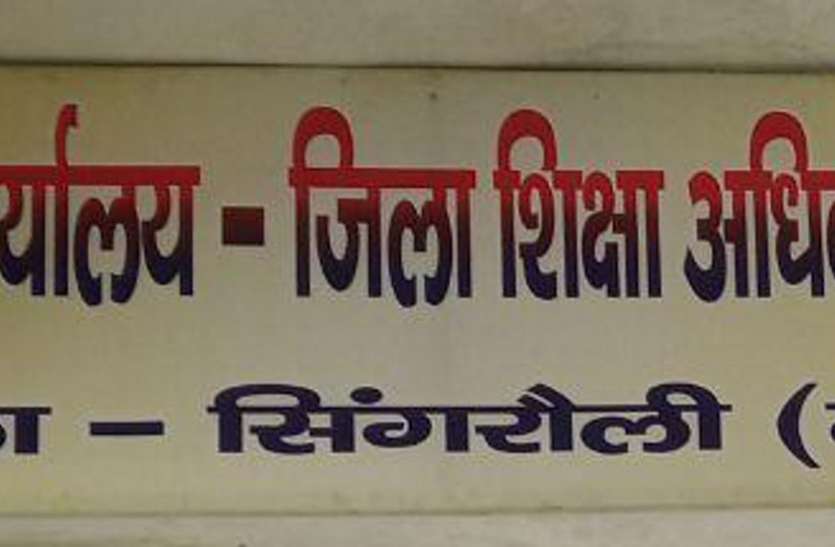 र्यालय - जिला शिक्षा अधि
ा - सिंगरौली (